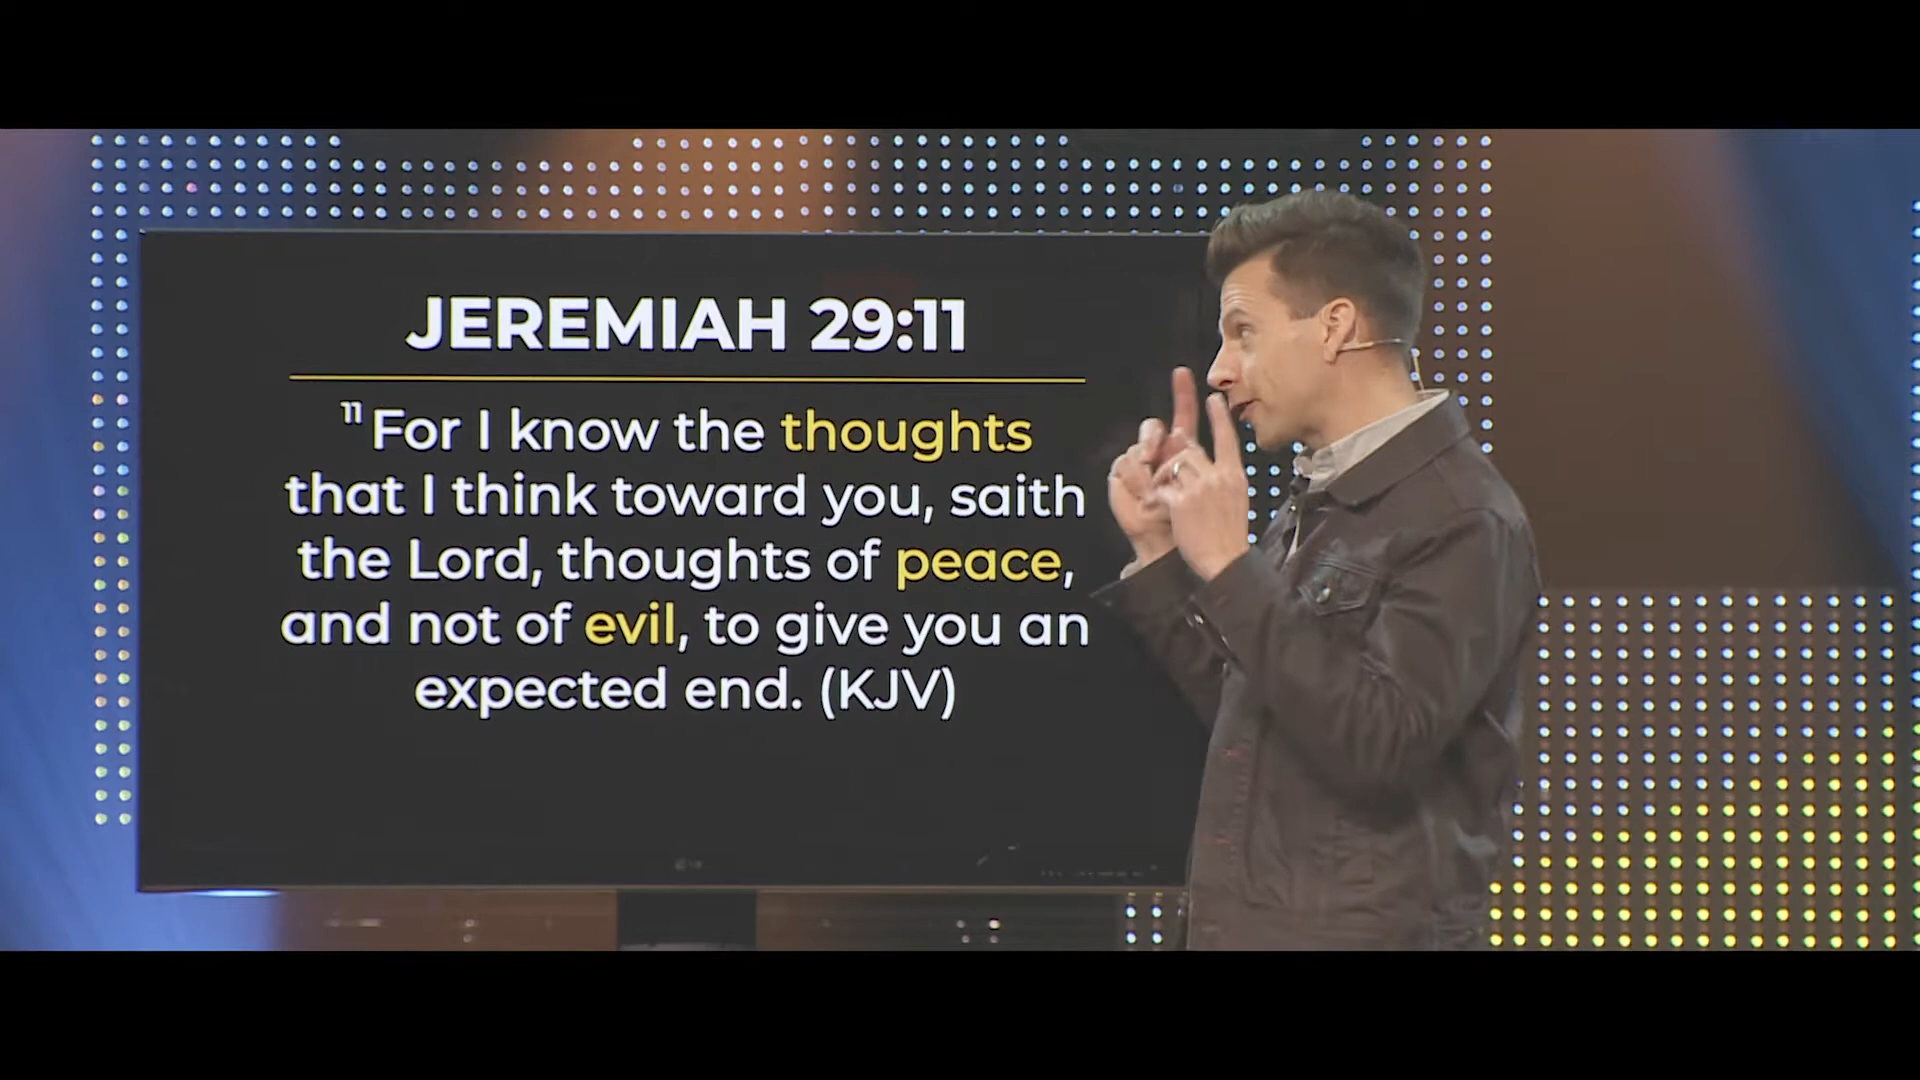 JEREMIAH 29:11
11 For I know the thoughts
that I think toward you, saith
the Lord, thoughts of peace,
and not of evil, to give you an
expected end. (KJV)
LG